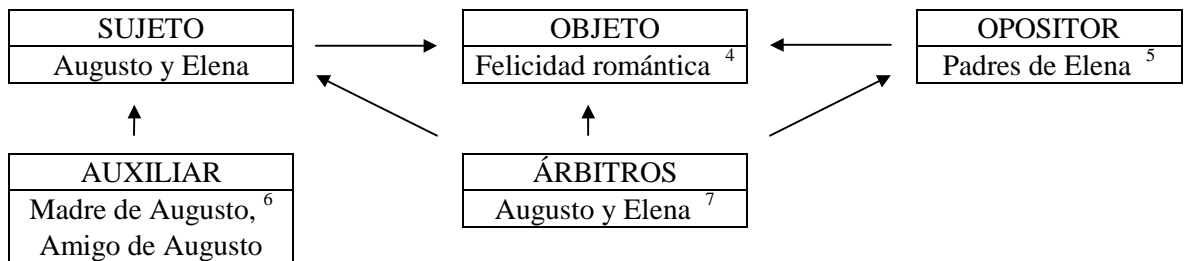 SUJETO
Augusto y Elena
OBJETO
Felicidad romántica 4
OPOSITOR
Padres de Elena 5
AUXILIAR
Madre de Augusto, 6
Amigo de Augusto
ÁRBITROS
Augusto y Elena 7